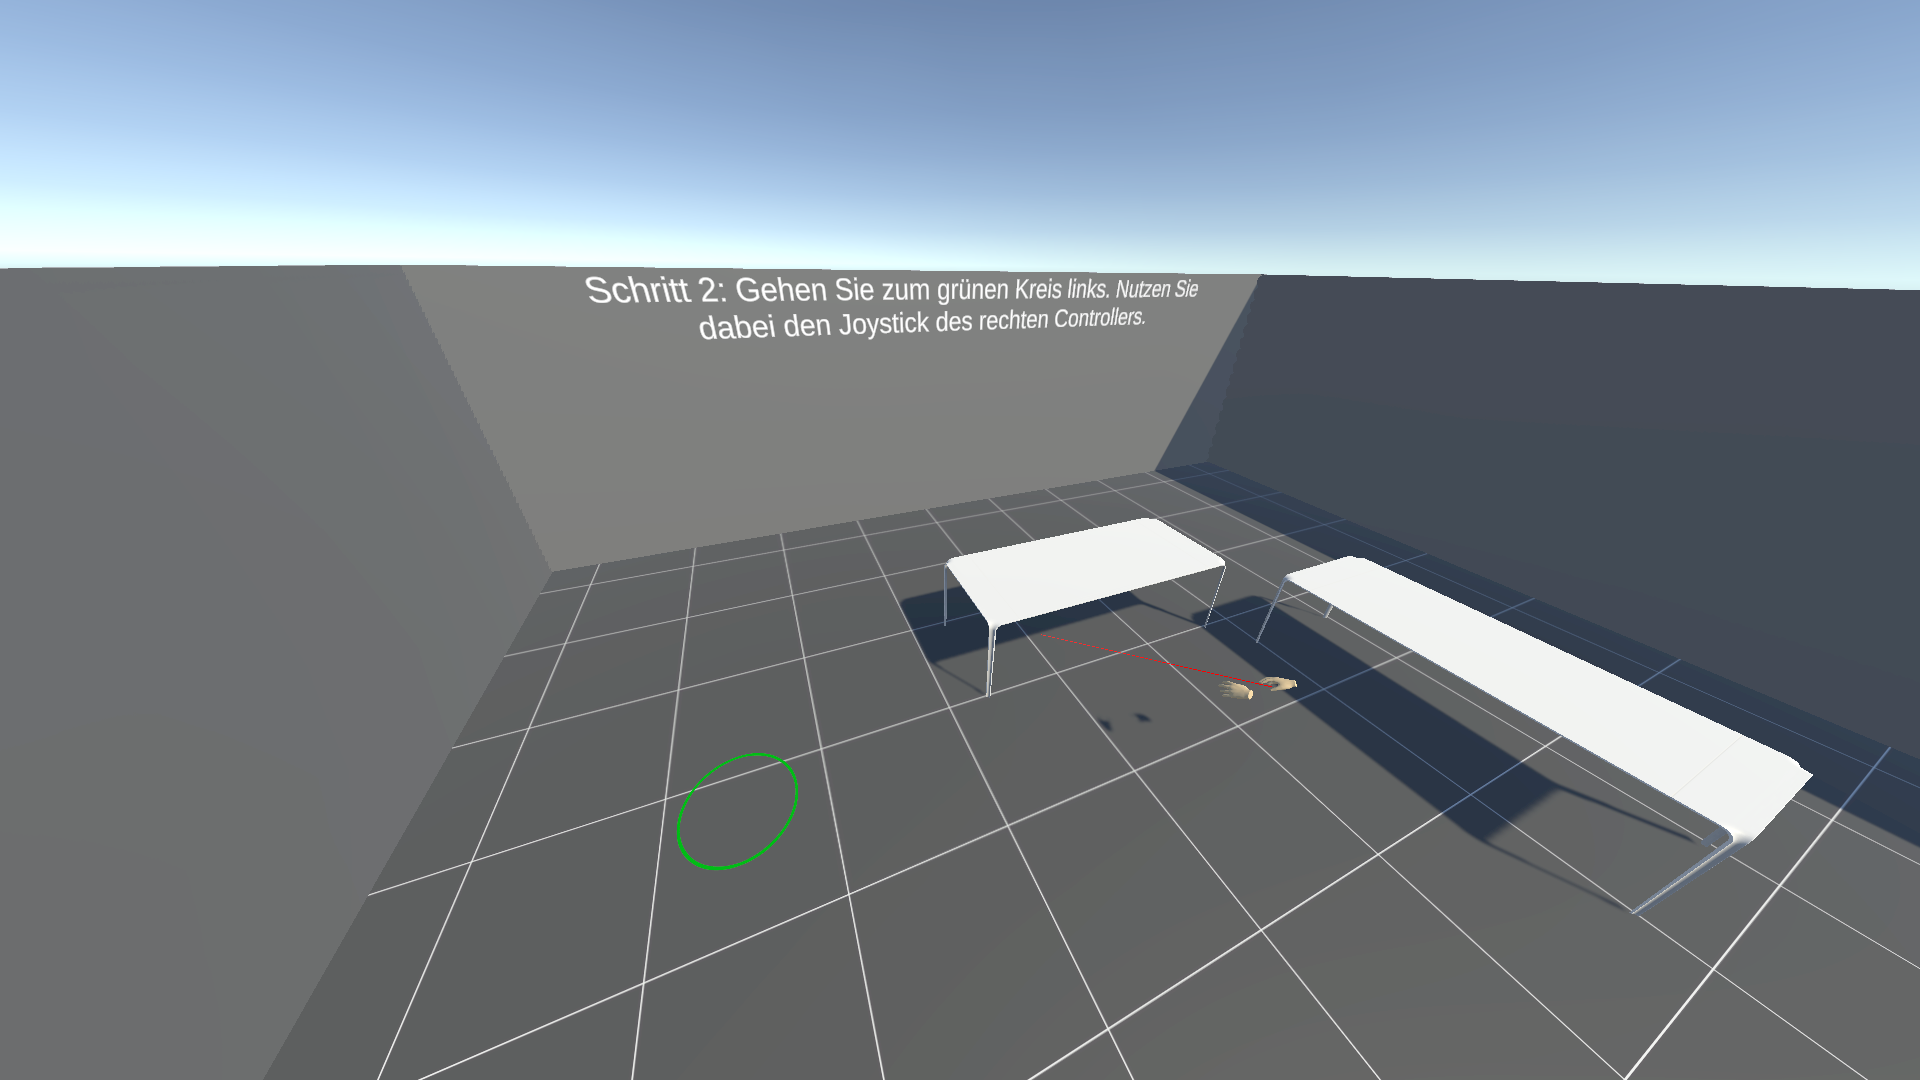 Schritt 2: Gehen Sie zum grünen Kreis links. Nutzen Sie
dabei den Joystick des rechten Controllers.